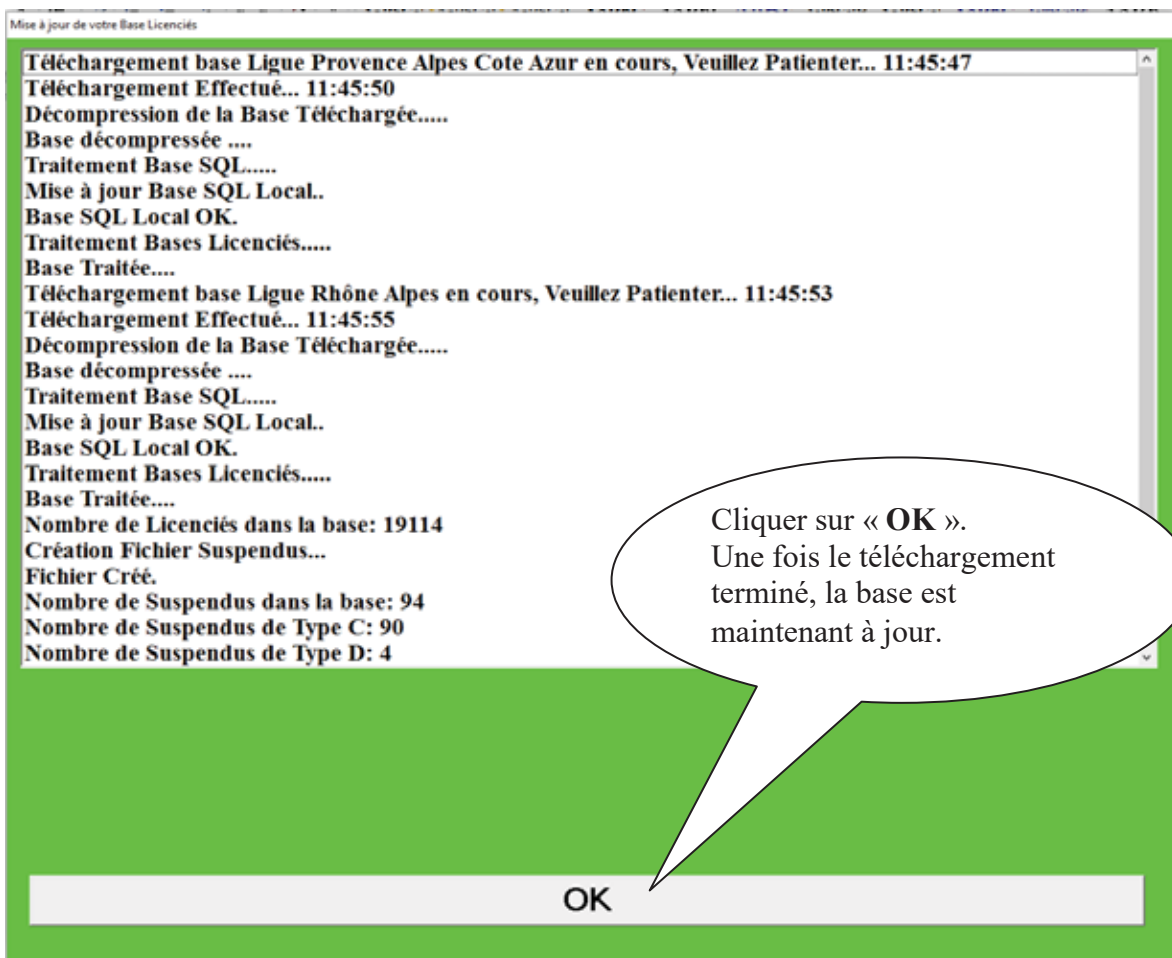 Mise à jour de votre Base Licenciés
Téléchargement base Ligue Provence Alpes Cote Azur en cours, Veuillez Patienter... 11:45:47
Téléchargement Effectué... 11:45:50
Décompression de la Base Téléchargée.....
Base décompressée ....
Traitement Base SQL.....
Mise à jour Base SQL Local..
Base SQL Local OK.
Traitement Bases Licenciés.....
Base Traitée....
Téléchargement base Ligue Rhône Alpes en cours, Veuillez Patienter... 11:45:53
Téléchargement Effectué... 11:45:55
Décompression de la Base Téléchargée.....
Base décompressée ....
Traitement Base SQL.....
Mise à jour Base SQL Local..
Base SQL Local OK.
Traitement Bases Licenciés.....
Base Traitée....
Nombre de Licenciés dans la base: 19114
Création Fichier Suspendus...
Fichier Créé.
Nombre de Suspendus dans la base: 94
Nombre de Suspendus de Type C: 90
Nombre de Suspendus de Type D: 4
Cliquer sur « OK ».
Une fois le téléchargement
terminé, la base est
maintenant à jour.
OK